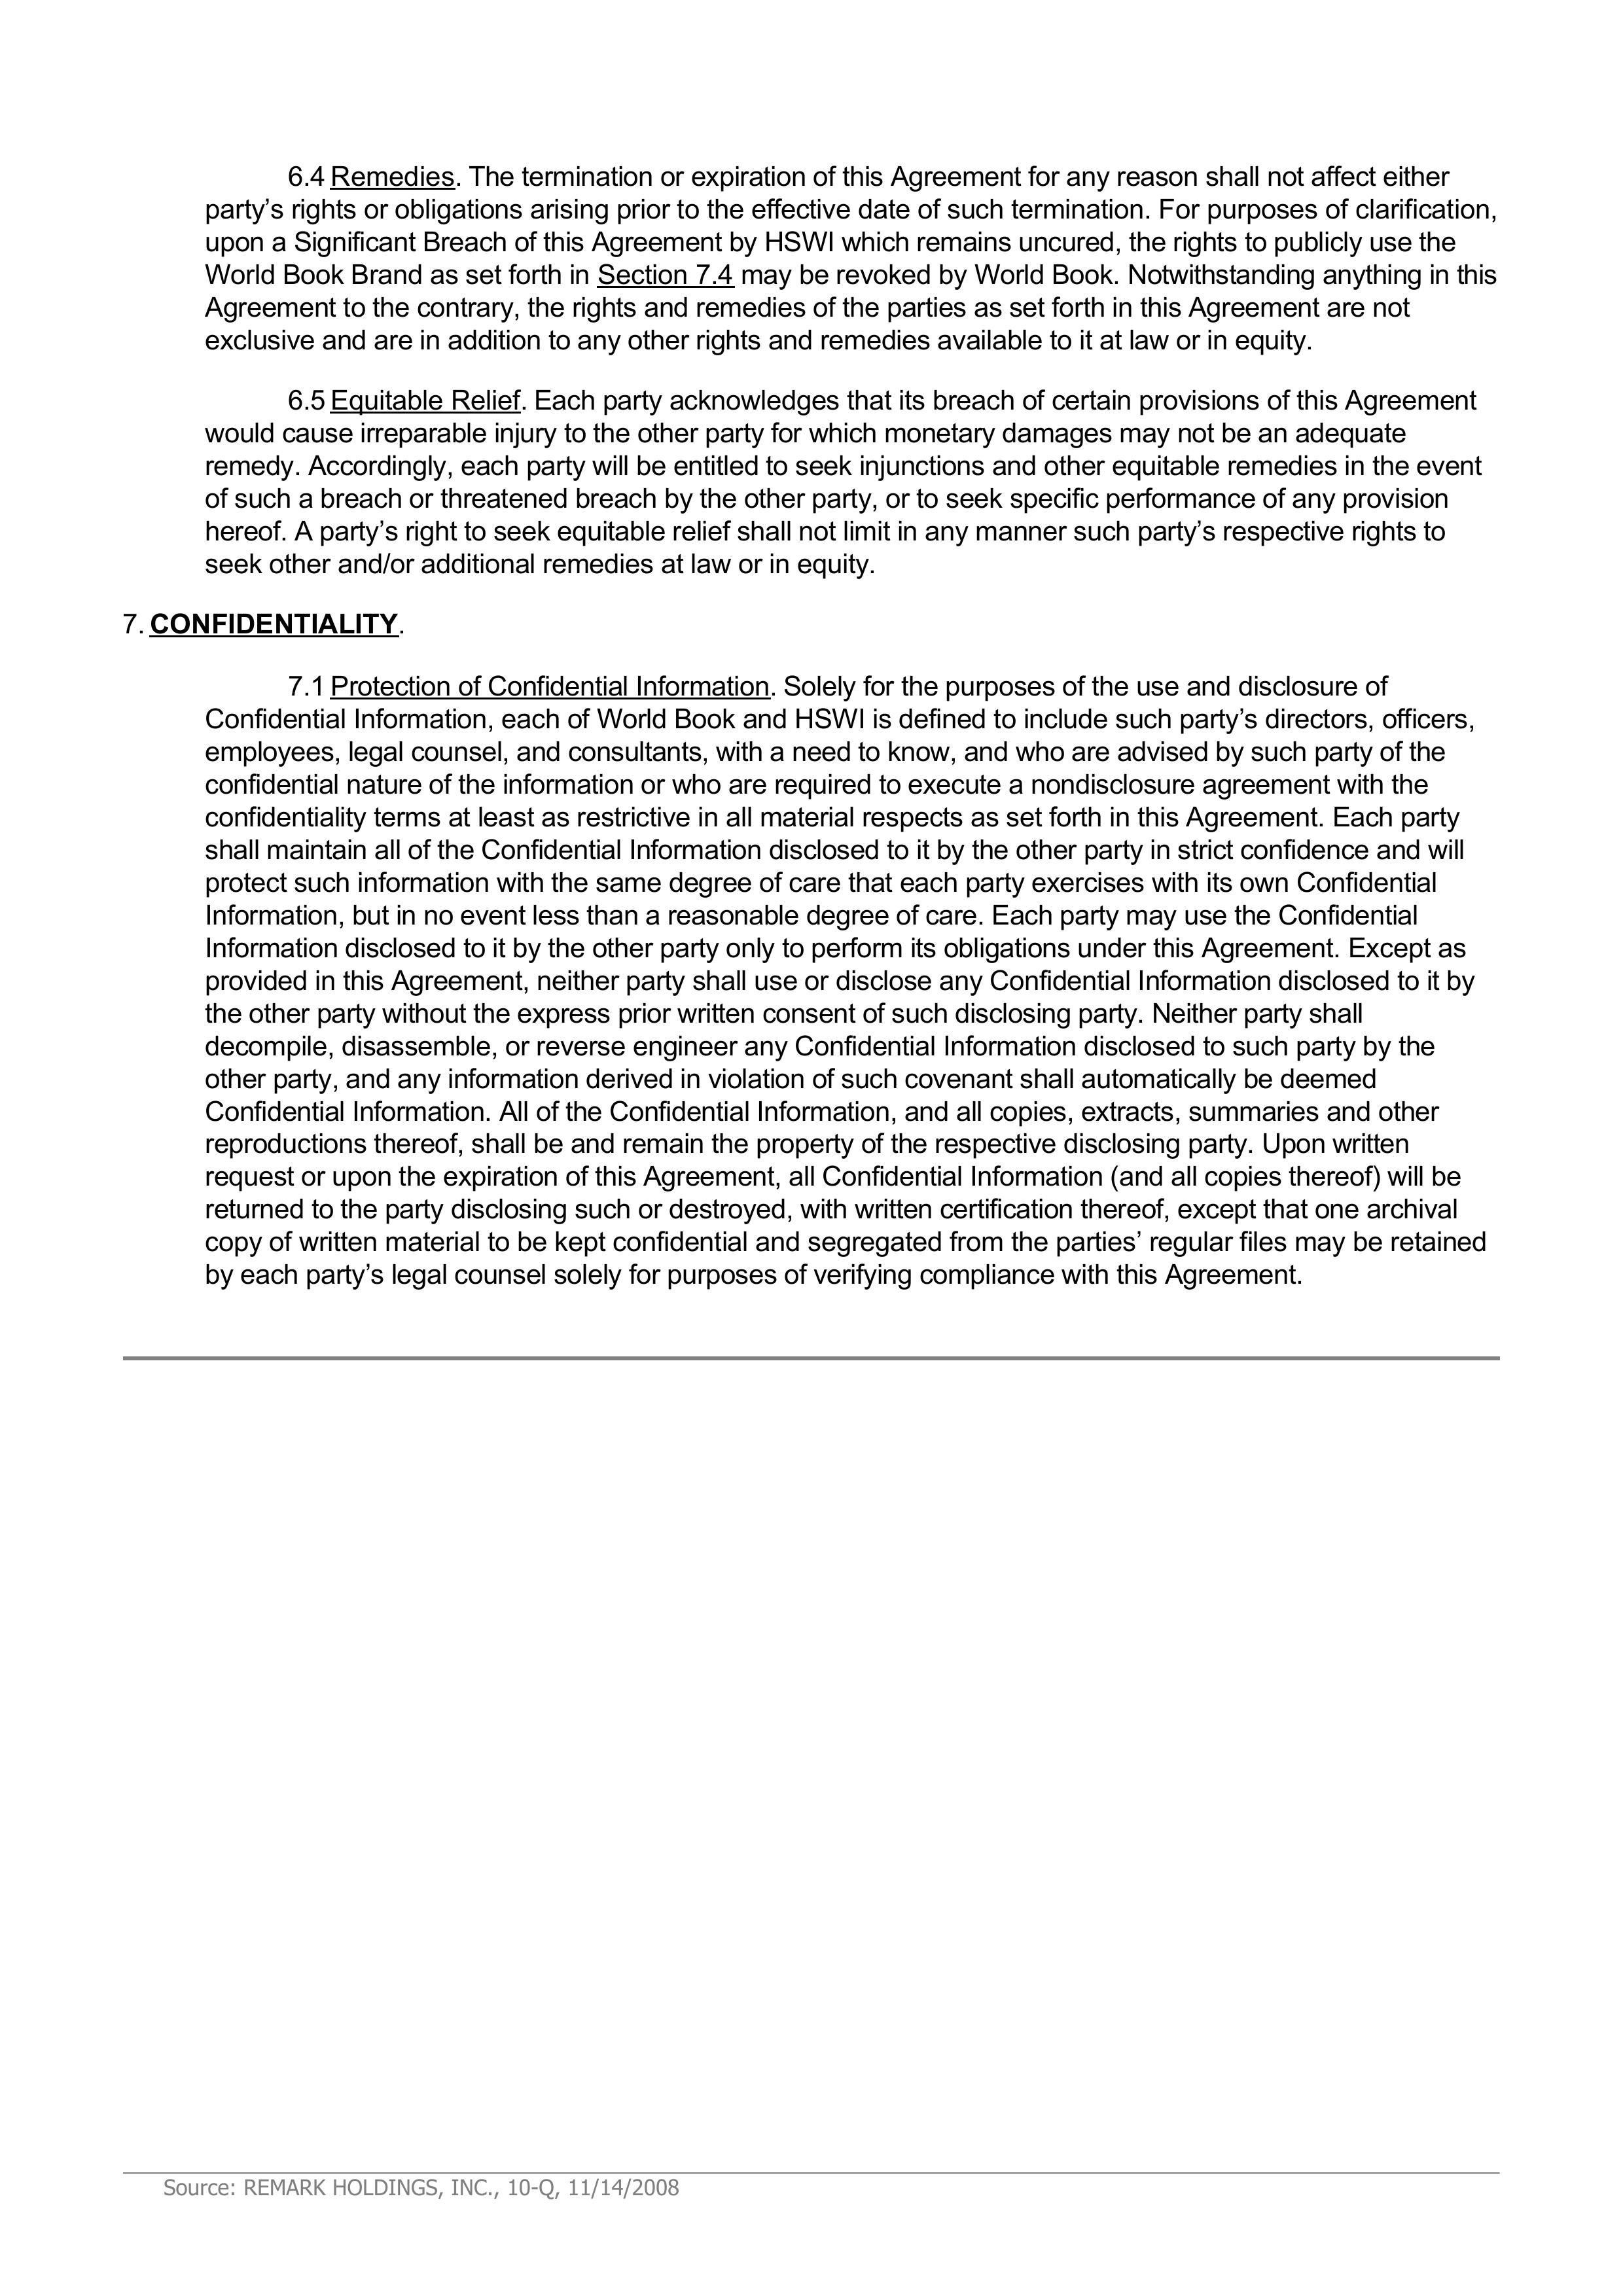 6.4 Remedies. The termination or expiration of this Agreement for any reason shall not affect either
party’s rights or obligations arising prior to the effective date of such termination. For purposes of clarification,
upon a Significant Breach of this Agreement by HSWI which remains uncured, the rights to publicly use the
World Book Brand as set forth in Section 7.4 may be revoked by World Book. Notwithstanding anything in this
Agreement to the contrary, the rights and remedies of the parties as set forth in this Agreement are not
exclusive and are in addition to any other rights and remedies available to it at law or in equity.
6.5 Equitable Relief. Each party acknowledges that its breach of certain provisions of this Agreement
would cause irreparable injury to the other party for which monetary damages may not be an adequate
remedy. Accordingly, each party will be entitled to seek injunctions and other equitable remedies in the event
of such a breach or threatened breach by the other party, or to seek specific performance of any provision
hereof. A party’s right to seek equitable relief shall not limit in any manner such party’s respective rights to
seek other and/or additional remedies at law or in equity.
7. CONFIDENTIALITY.
7.1 Protection of Confidential Information. Solely for the purposes of the use and disclosure of
Confidential Information, each of World Book and HSWI is defined to include such party’s directors, officers,
employees, legal counsel, and consultants, with a need to know, and who are advised by such party of the
confidential nature of the information or who are required to execute a nondisclosure agreement with the
confidentiality terms at least as restrictive in all material respects as set forth in this Agreement. Each party
shall maintain all of the Confidential Information disclosed to it by the other party in strict confidence and will
protect such information with the same degree of care that each party exercises with its own Confidential
Information, but in no event less than a reasonable degree of care. Each party may use the Confidential
Information disclosed to it by the other party only to perform its obligations under this Agreement. Except as
provided in this Agreement, neither party shall use or disclose any Confidential Information disclosed to it by
the other party without the express prior written consent of such disclosing party. Neither party shall
decompile, disassemble, or reverse engineer any Confidential Information disclosed to such party by the
other party, and any information derived in violation of such covenant shall automatically be deemed
Confidential Information. All of the Confidential Information, and all copies, extracts, summaries and other
reproductions thereof, shall be and remain the property of the respective disclosing party. Upon written
request or upon the expiration of this Agreement, all Confidential Information (and all copies thereof) will be
returned to the party disclosing such or destroyed, with written certification thereof, except that one archival
copy of written material to be kept confidential and segregated from the parties’ regular files may be retained
by each party’s legal counsel solely for purposes of verifying compliance with this Agreement.
Source: REMARK HOLDINGS, INC., 10-Q, 11/14/2008